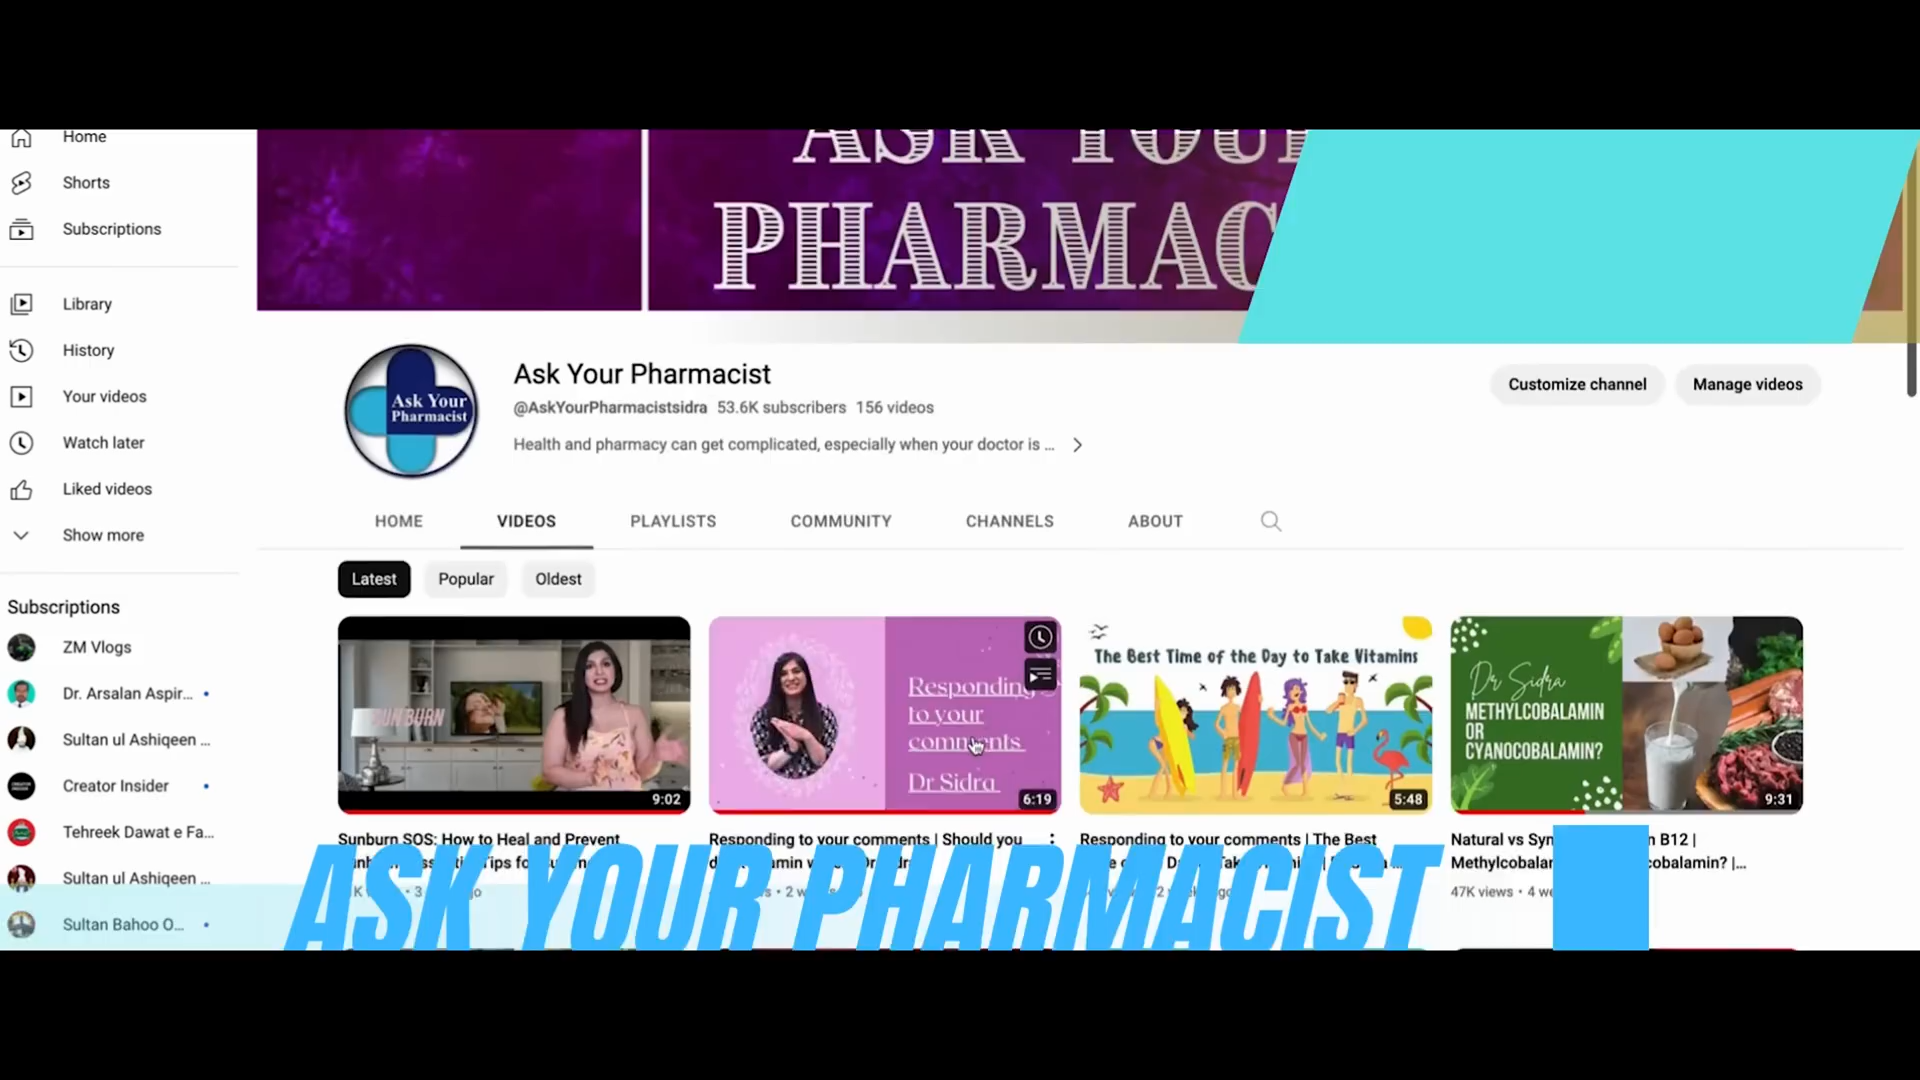 Home
Shorts
Subscriptions
Library
History
Your videos
Watch later
Liked videos
Show more
Subscriptions
ZM Vlogs
Dr. Arsalan Aspir...
Sultan ul Ashiqeen ...
Creator Insider
Tehreek Dawat e Fa...
Sultan ul Ashiqeen ...
Sultan Bahoo O...
ASK YOUR
PHARMAC
Ask Your
Pharmacist
Ask Your Pharmacist
@AskYourPharmacistsidra 53.6K subscribers 156 videos
Health and pharmacy can get complicated, especially when your doctor is ...
Customize channel
Manage videos
HOME
VIDEOS
PLAYLISTS
COMMUNITY
CHANNELS
ABOUT
Latest
Popular
Oldest
SUN BURN
9:02
Sunburn SOS: How to Heal and Prevent
Responding
to your
comments
Dr Sidra
6:19
Responding to your comments | Should you
The Best Time of the Day to Take Vitamins
5:48
Responding to your comments | The Best
Dr Sidra
METHYLCOBALAMIN
OR
CYANOCOBALAMIN?
9:31
Natural vs Syn B12 |
Methylcobalam cobalamin? |...
47K views • 4 we
ASK YOUR PHARMACIST